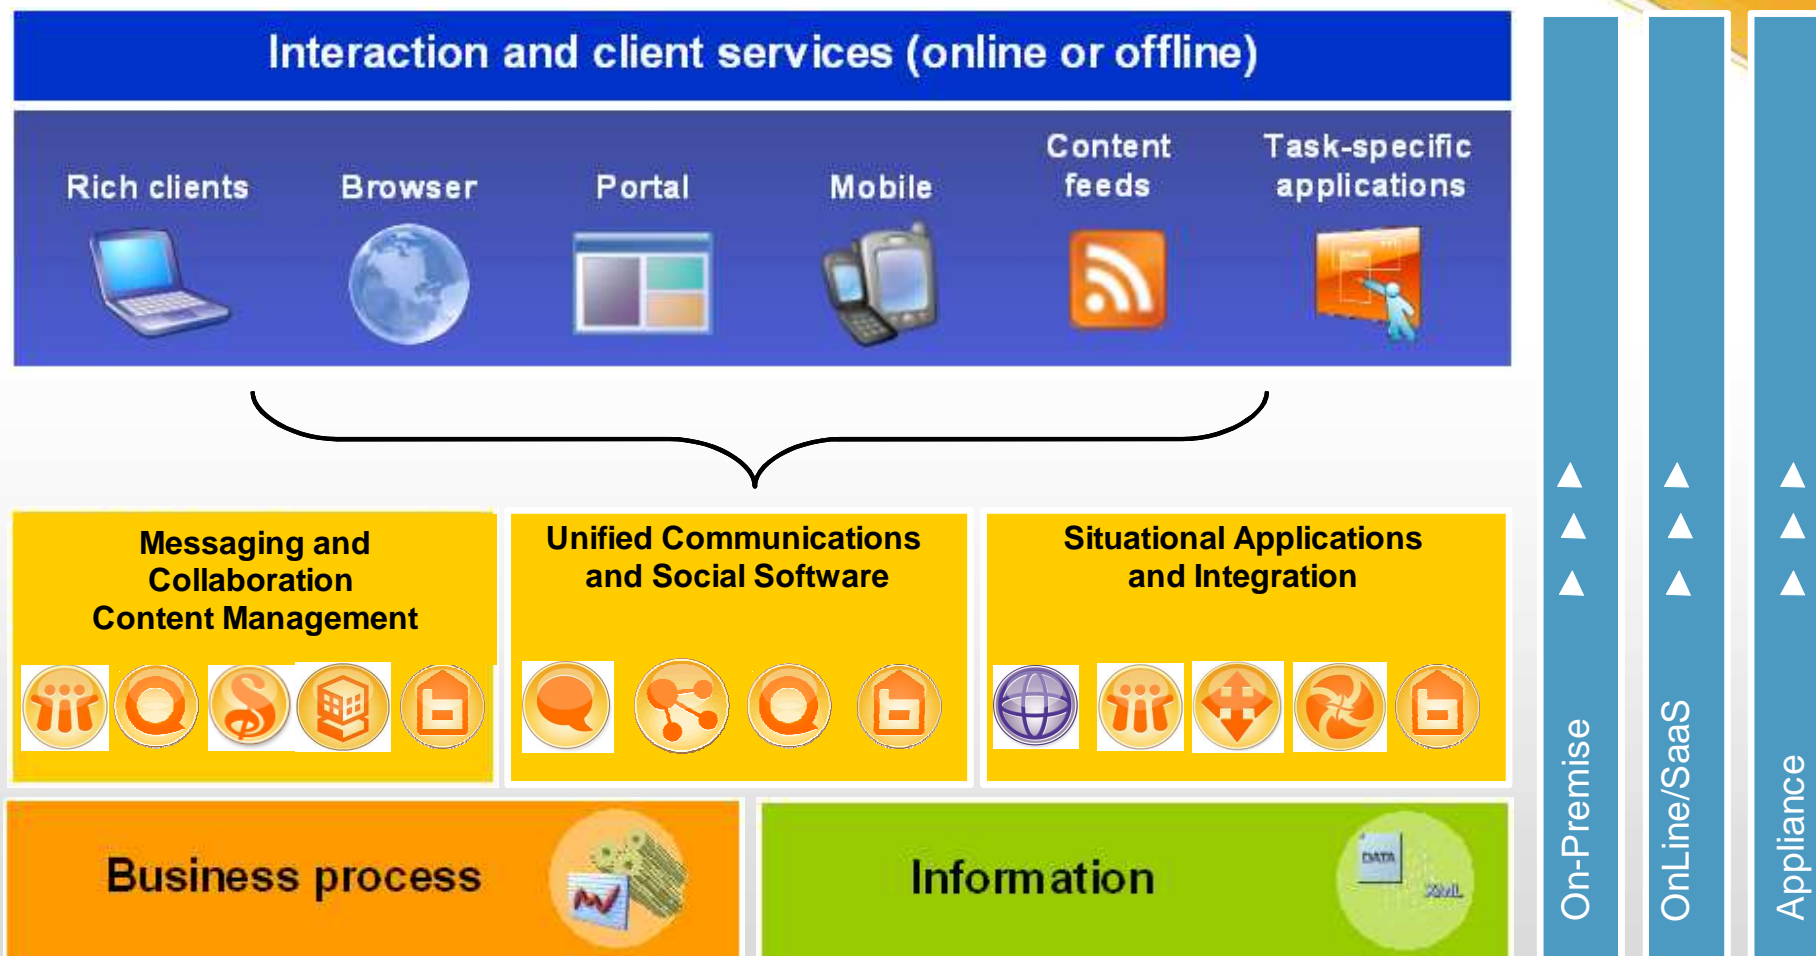 Interaction and client services (online or offline)
Rich clients
Browser
Portal
Mobile
Content
feeds
Task-specific
applications
Messaging and
Collaboration
Content Management
Unified Communications
and Social Software
Situational Applications
and Integration
Business process
Information
DATA
XML
On-Premise
OnLine/SaaS
Appliance